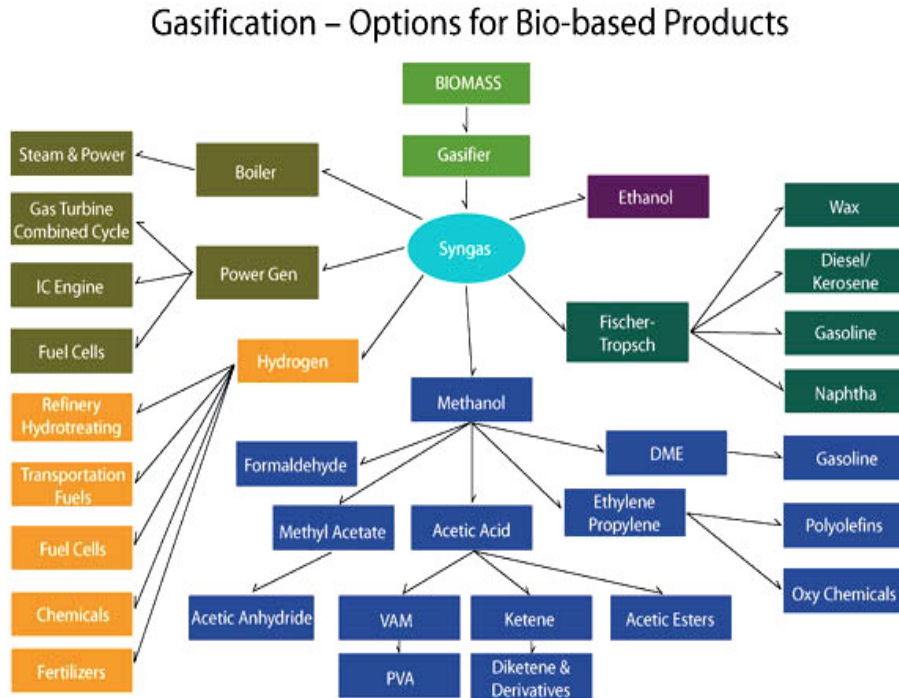 Gasification – Options for Bio-based Products
BIOMASS
Gasifier
Syngas
Boiler
Steam & Power
Power Gen
Gas Turbine
Combined Cycle
IC Engine
Fuel Cells
Hydrogen
Refinery
Hydrotreating
Transportation
Fuels
Fuel Cells
Chemicals
Fertilizers
Ethanol
Fischer-
Tropsch
Wax
Diesel/
Kerosene
Gasoline
Naphtha
Methanol
Formaldehyde
Methyl Acetate
Acetic Anhydride
Acetic Acid
VAM
PVA
Ketene
Diketene &
Derivatives
Acetic Esters
Ethylene
Propylene
Polyolefins
Oxy Chemicals
DME
Gasoline